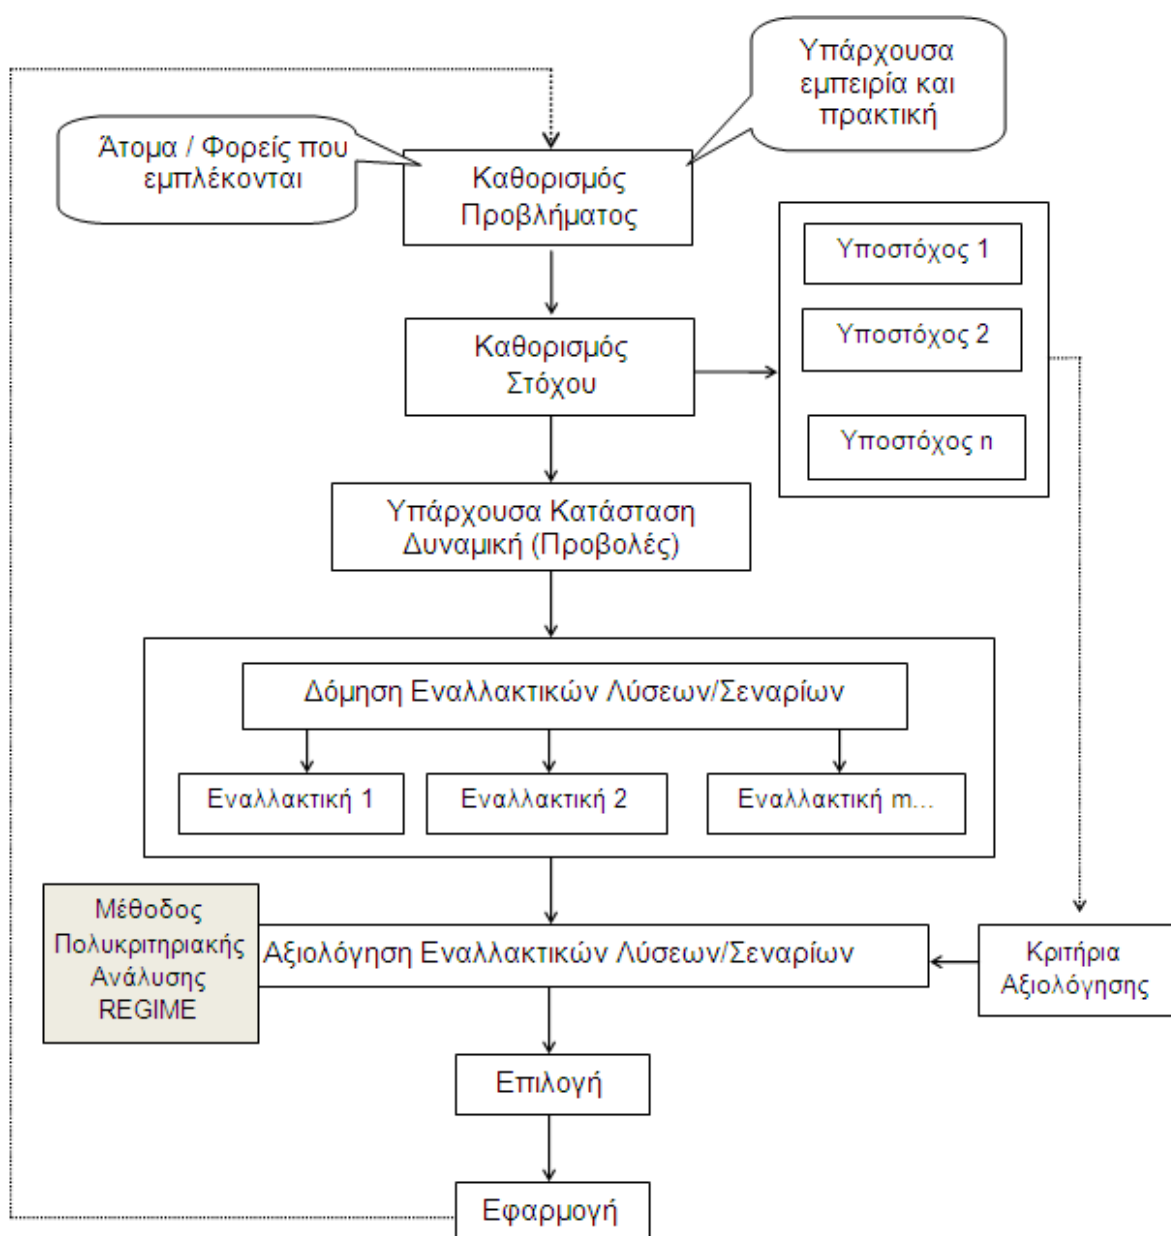 Υπάρχουσα
εμπειρία και
πρακτική
Άτομα / Φορείς που
εμπλέκονται
Καθορισμός
Προβλήματος
Υποστόχος 1
Υποστόχος 2
Υποστόχος n
Καθορισμός
Στόχου
Υπάρχουσα Κατάσταση
Δυναμική (Προβολές)
Δόμηση Εναλλακτικών Λύσεων/Σεναρίων
Εναλλακτική 1
Εναλλακτική 2
Εναλλακτική m...
Μέθοδος
Πολυκριτηριακής
Ανάλυσης
REGIME
Αξιολόγηση Εναλλακτικών Λύσεων/Σεναρίων
Κριτήρια
Αξιολόγησης
Επιλογή
Εφαρμογή